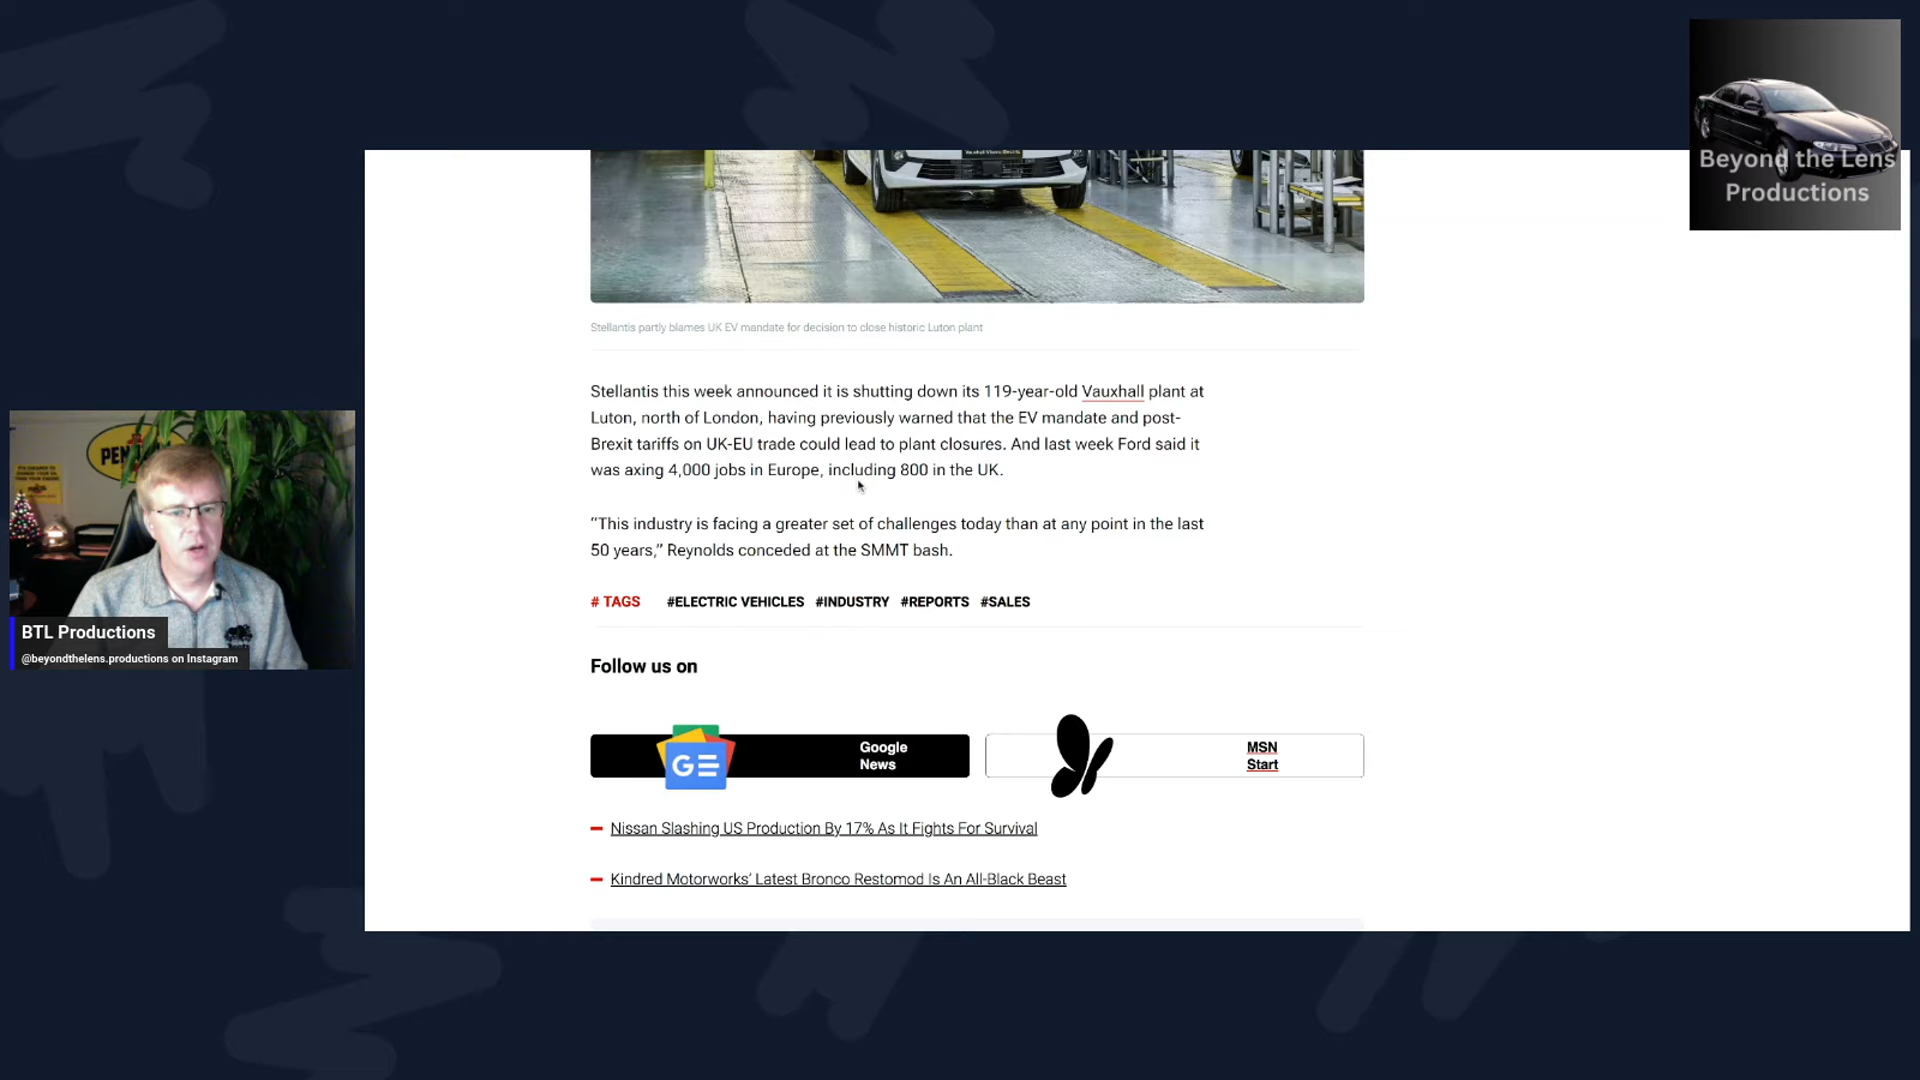 Beyond the Lens
Productions
Stellantis partly blames UK EV mandate for decision to close historic Luton plant
Stellantis this week announced it is shutting down its 119-year-old Vauxhall plant at
Luton, north of London, having previously warned that the EV mandate and post-
Brexit tariffs on UK-EU trade could lead to plant closures. And last week Ford said it
was axing 4,000 jobs in Europe, including 800 in the UK.
“This industry is facing a greater set of challenges today than at any point in the last
50 years,” Reynolds conceded at the SMMT bash.
# TAGS #ELECTRIC VEHICLES #INDUSTRY #REPORTS #SALES
Follow us on
GE
Google
News
MSN
Start
Nissan Slashing US Production By 17% As It Fights For Survival
Kindred Motorworks’ Latest Bronco Restomod Is An All-Black Beast
PEN
BTL Productions
@beyondthelens.productions on Instagram